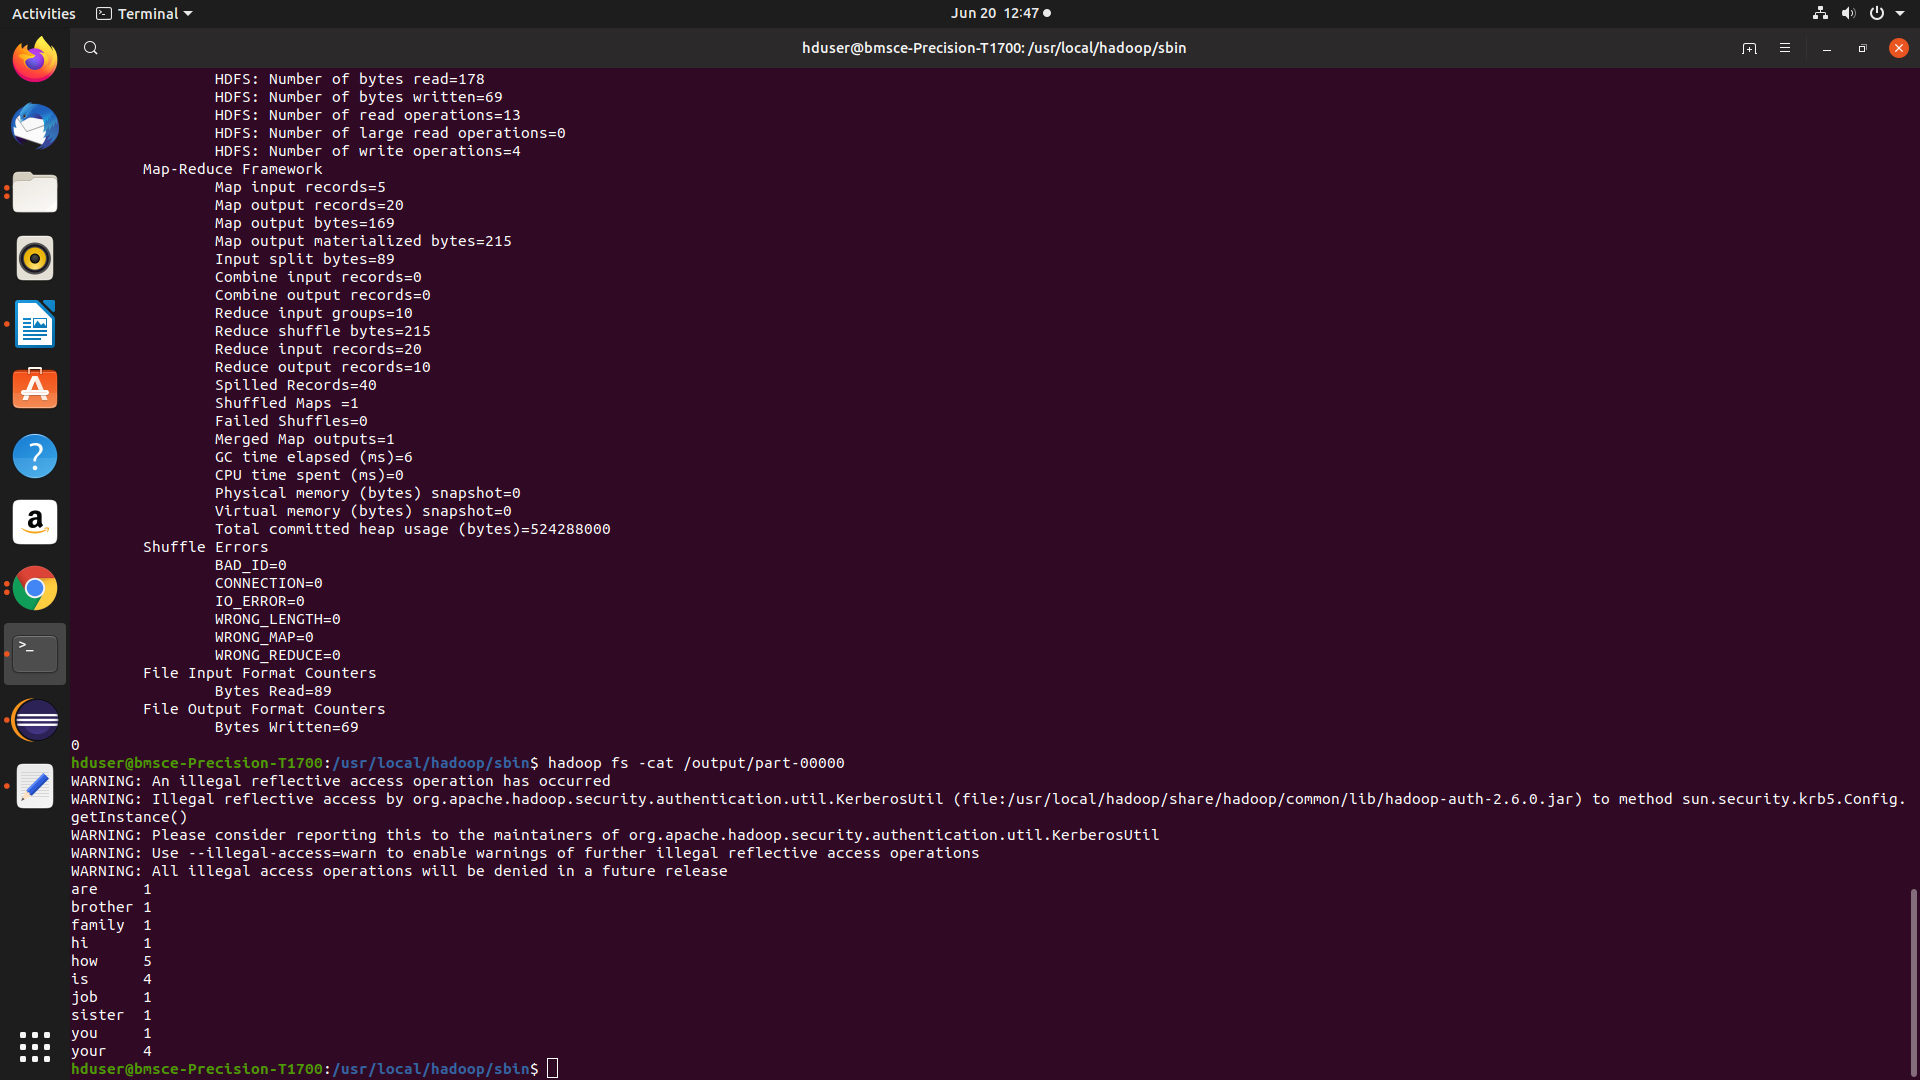 Activities Terminal Jun 20 12:47
hduser@bmsce-Precision-T1700: /usr/local/hadoop/sbin
HDFS: Number of bytes read=178
HDFS: Number of bytes written=69
HDFS: Number of read operations=13
HDFS: Number of large read operations=0
HDFS: Number of write operations=4
Map-Reduce Framework
Map input records=5
Map output records=20
Map output bytes=169
Map output materialized bytes=215
Input split bytes=89
Combine input records=0
Combine output records=0
Reduce input groups=10
Reduce shuffle bytes=215
Reduce input records=20
Reduce output records=10
Spilled Records=40
Shuffled Maps =1
Failed Shuffles=0
Merged Map outputs=1
GC time elapsed (ms)=6
CPU time spent (ms)=0
Physical memory (bytes) snapshot=0
Virtual memory (bytes) snapshot=0
Total committed heap usage (bytes)=524288000
Shuffle Errors
BAD_ID=0
CONNECTION=0
IO_ERROR=0
WRONG_LENGTH=0
WRONG_MAP=0
WRONG_REDUCE=0
File Input Format Counters
Bytes Read=89
File Output Format Counters
Bytes Written=69
0
hduser@bmsce-Precision-T1700:/usr/local/hadoop/sbin$ hadoop fs -cat /output/part-00000
WARNING: An illegal reflective access operation has occurred
WARNING: Illegal reflective access by org.apache.hadoop.security.authentication.util.KerberosUtil (file:/usr/local/hadoop/share/hadoop/common/lib/hadoop-auth-2.6.0.jar) to method sun.security.krb5.Config.
getInstance()
WARNING: Please consider reporting this to the maintainers of org.apache.hadoop.security.authentication.util.KerberosUtil
WARNING: Use --illegal-access=warn to enable warnings of further illegal reflective access operations
WARNING: All illegal access operations will be denied in a future release
are 1
brother 1
family 1
hi 1
how 5
is 4
job 1
sister 1
you 1
your 4
hduser@bmsce-Precision-T1700:/usr/local/hadoop/sbin$